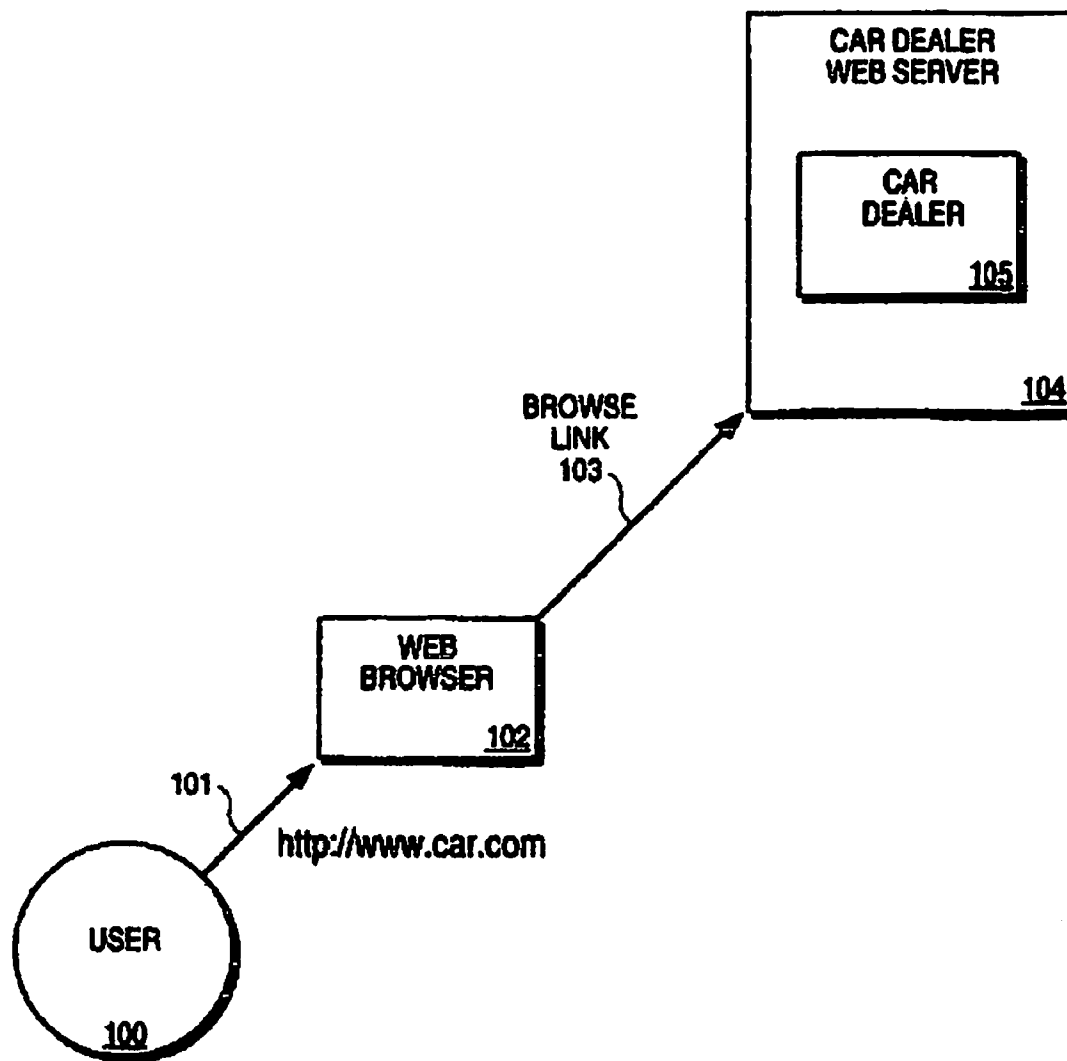 CAR DEALER
WEB SERVER
CAR
DEALER
105
104
BROWSE
LINK
103
WEB
BROWSER
102
101
http://www.car.com
USER
100